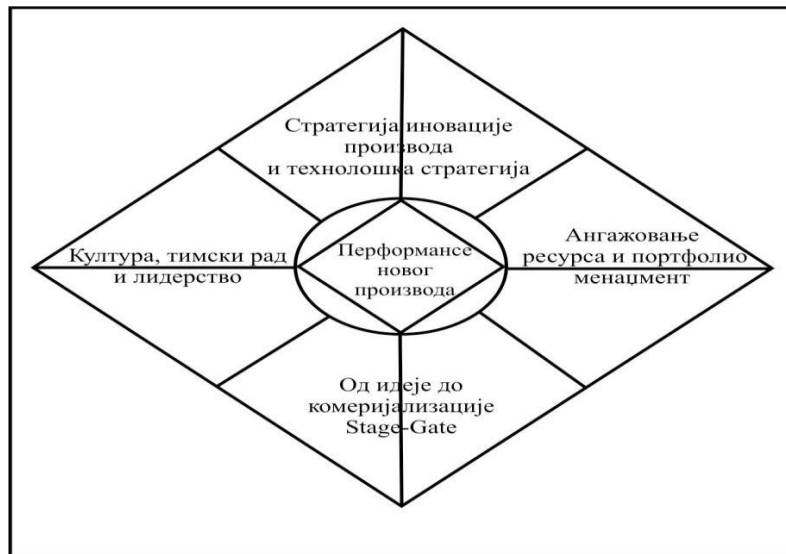 Стратегија иновације
производа
и технолошка стратегија
Култура, тимски рад
и лидерство
Перформансе
новог
производа
Ангажовање
ресурса и портфолио
менаџмент
Од идеје до
комеријализације
Stage-Gate